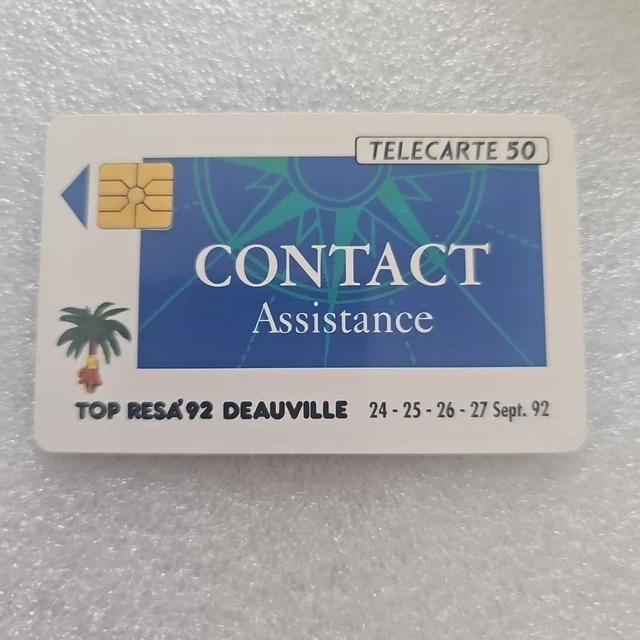 TELECARTE 50
CONTACT
Assistance
TOP RESA'92 DEAUVILLE 24 - 25 - 26 - 27 Sept. 92